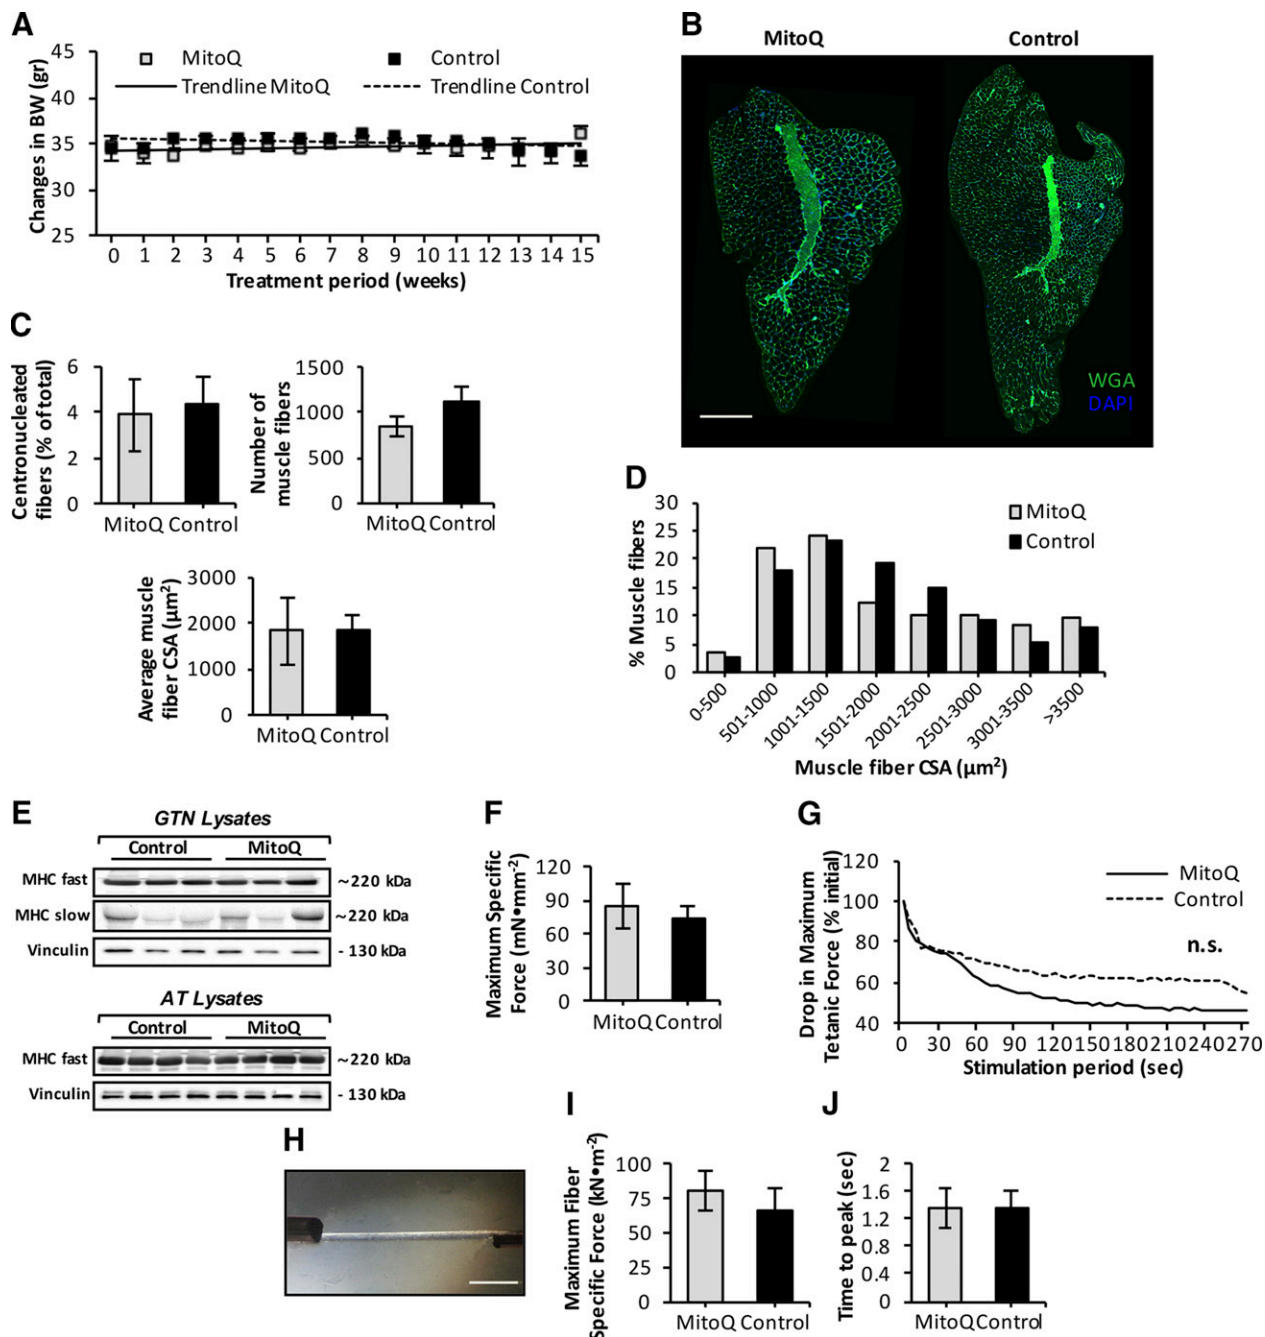 A
Changes in BW (gr)
45
40
35
30
25
MitoQ
Control
Trendline MitoQ
Trendline Control
0 1 2 3 4 5 6 7 8 9 10 11 12 13 14 15
Treatment period (weeks)
B
MitoQ
Control
WGA
DAPI
C
Centronucleated
fibers (% of total)
6
4
2
0
MitoQ Control
Number of
muscle fibers
1500
1000
500
0
MitoQ Control
Average muscle
fiber CSA (µm²)
3000
2000
1000
0
MitoQ Control
D
% Muscle fibers
30
25
20
15
10
5
0
MitoQ
Control
0-500
501-1000
1001-1500
1501-2000
2001-2500
2501-3000
3001-3500
>3500
Muscle fiber CSA (µm²)
E
GTN Lysates
Control MitoQ
MHC fast ~220 kDa
MHC slow ~220 kDa
Vinculin - 130 kDa
AT Lysates
Control MitoQ
MHC fast ~220 kDa
Vinculin - 130 kDa
F
Maximum Specific
Force (mN•mm⁻²)
120
90
60
30
0
MitoQ Control
G
Drop in Maximum
Tetanic Force (% initial)
120
100
80
60
40
MitoQ
Control
n.s.
0 30 60 90 120 150 180 210 240 270
Stimulation period (sec)
H
I
Maximum Fiber
Specific Force (kN•m⁻²)
100
75
50
25
0
MitoQ Control
J
Time to peak (sec)
2
1.6
1.2
0.8
0.4
0
MitoQ Control